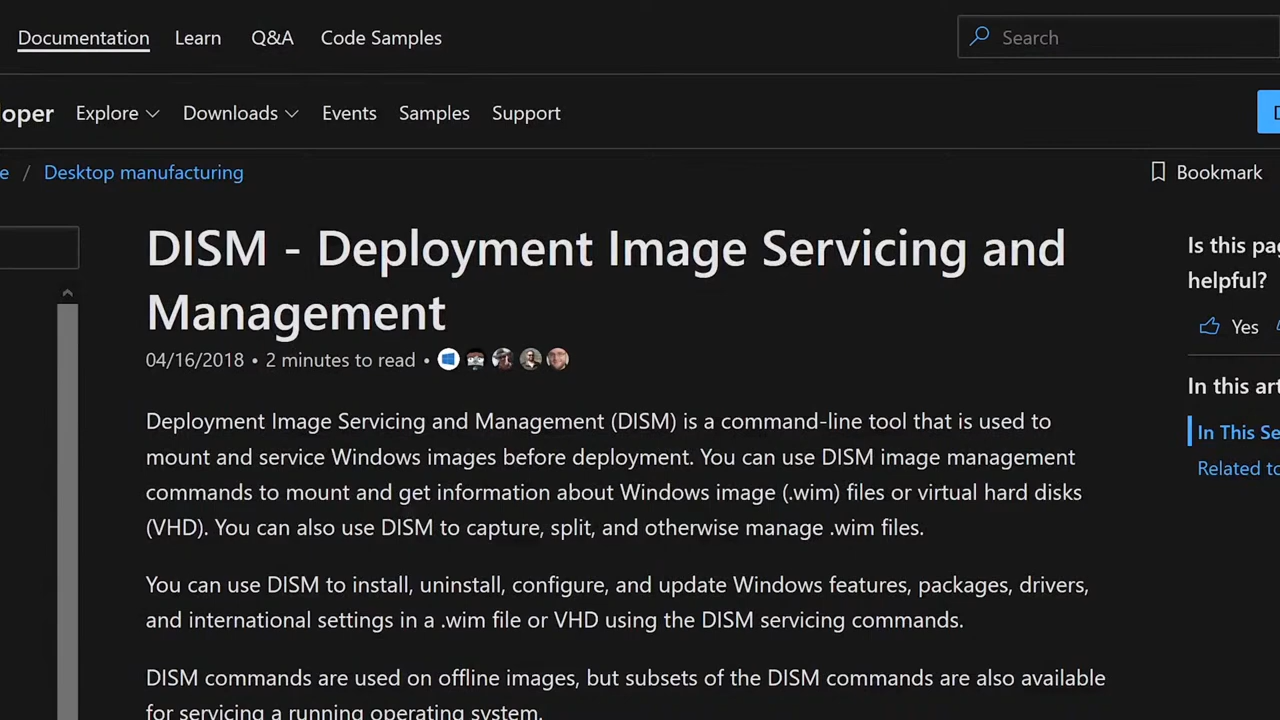 Documentation Learn Q&A Code Samples Search
Explore Downloads Events Samples Support
/ Desktop manufacturing Bookmark
DISM - Deployment Image Servicing and
Management
04/16/2018 • 2 minutes to read •
Is this
helpful?
Yes
In this
In This
Related
Deployment Image Servicing and Management (DISM) is a command-line tool that is used to
mount and service Windows images before deployment. You can use DISM image management
commands to mount and get information about Windows image (.wim) files or virtual hard disks
(VHD). You can also use DISM to capture, split, and otherwise manage .wim files.
You can use DISM to install, uninstall, configure, and update Windows features, packages, drivers,
and international settings in a .wim file or VHD using the DISM servicing commands.
DISM commands are used on offline images, but subsets of the DISM commands are also available
for servicing a running operating system.